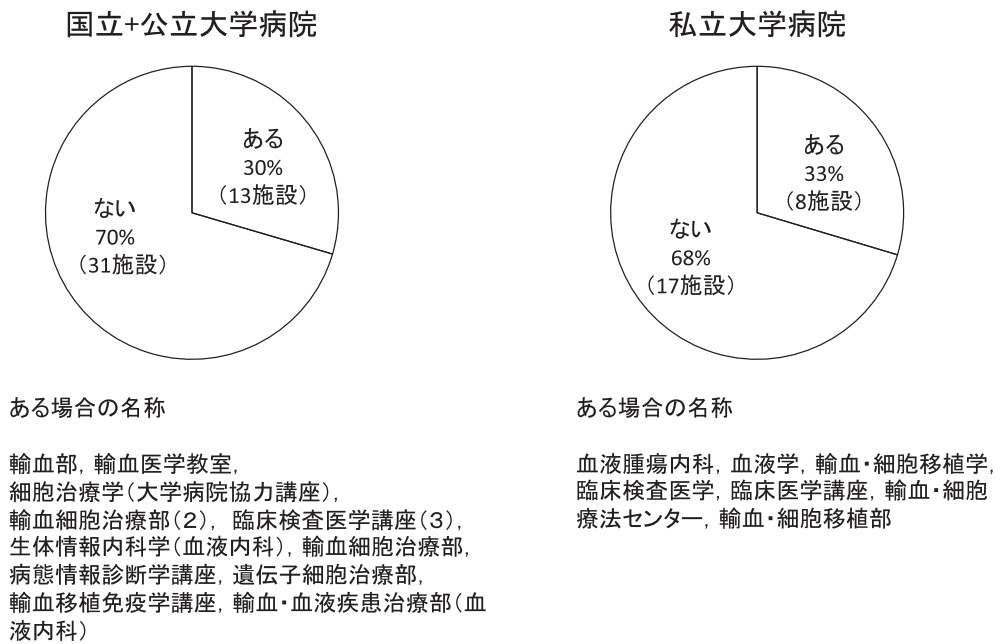 国立+公立大学病院
ある
30%
（13施設）
ない
70%
（31施設）
ある場合の名称
輸血部，輸血医学教室，
細胞治療学（大学病院協力講座），
輸血細胞治療部（２）， 臨床検査医学講座（３），
生体情報内科学（血液内科），輸血細胞治療部，
病態情報診断学講座，遺伝子細胞治療部，
輸血移植免疫学講座，輸血・血液疾患治療部（血
液内科）
私立大学病院
ある
33%
（8施設）
ない
68%
（17施設）
ある場合の名称
血液腫瘍内科，血液学，輸血・細胞移植学，
臨床検査医学，臨床医学講座，輸血・細胞
療法センター，輸血・細胞移植部